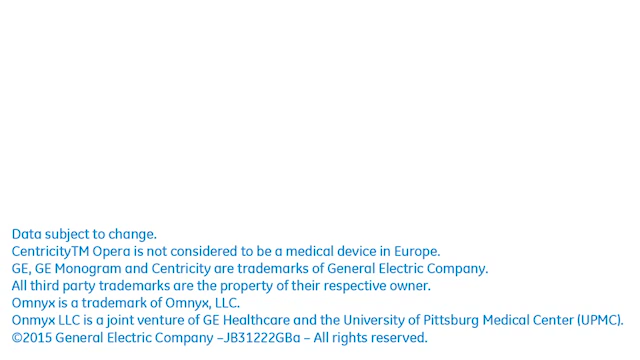 Data subject to change.
CentricityTM Opera is not considered to be a medical device in Europe.
GE, GE Monogram and Centricity are trademarks of General Electric Company.
All third party trademarks are the property of their respective owner.
Omnyx is a trademark of Omnyx, LLC.
Onmyx LLC is a joint venture of GE Healthcare and the University of Pittsburg Medical Center (UPMC).
©2015 General Electric Company –JB31222GBa – All rights reserved.